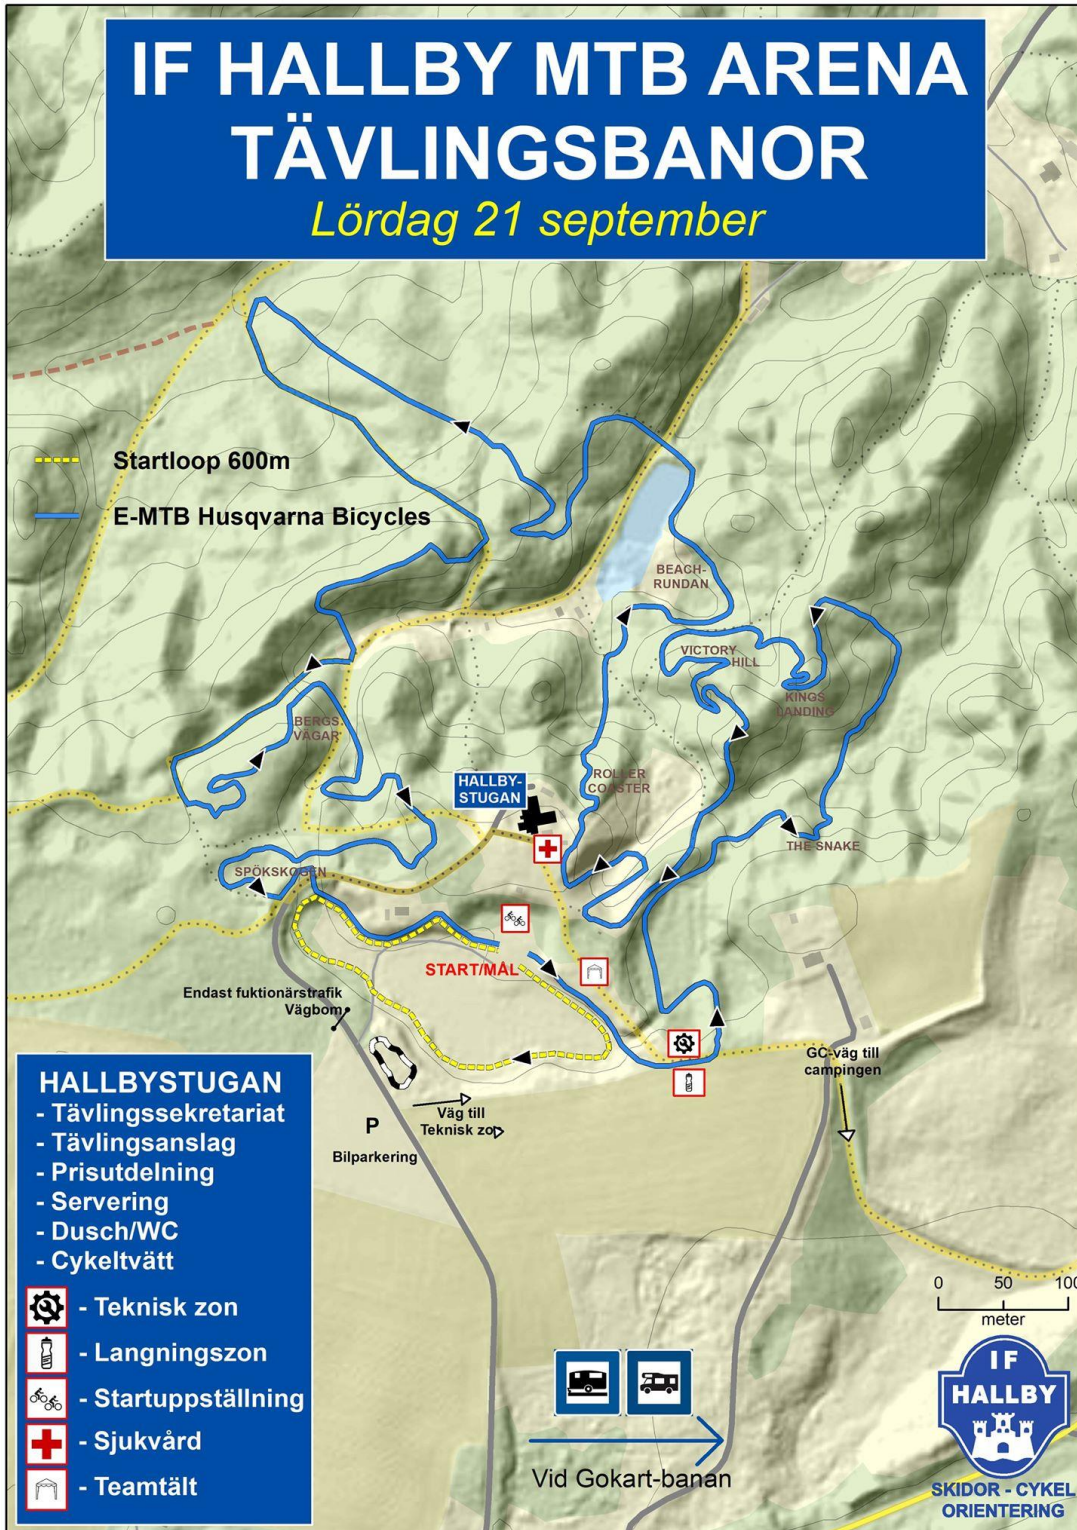 IF HALLBY MTB ARENA
TÄVLINGSBANOR
Lördag 21 september
Startloop 600m
E-MTB Husqvarna Bicycles
BEACH-
RUNDAN
VICTORY
HILL
KINGS
LANDING
BERGS.
VÄGAR
HALLBY-
STUGAN
ROLLER
COASTER
THE SNAKE
SPÖKSKOGEN
START/MÅL
Endast fuktionärstrafik
Vägbom
GC-väg till
campingen
Väg till
Teknisk zon
P
Bilparkering
HALLBYSTUGAN
- Tävlingssekretariat
- Tävlingsanslag
- Prisutdelning
- Servering
- Dusch/WC
- Cykeltvätt
- Teknisk zon
- Langningszon
- Startuppställning
- Sjukvård
- Teamtält
0 50 100
meter
Vid Gokart-banan
IF
HALLBY
SKIDOR - CYKEL
ORIENTERING